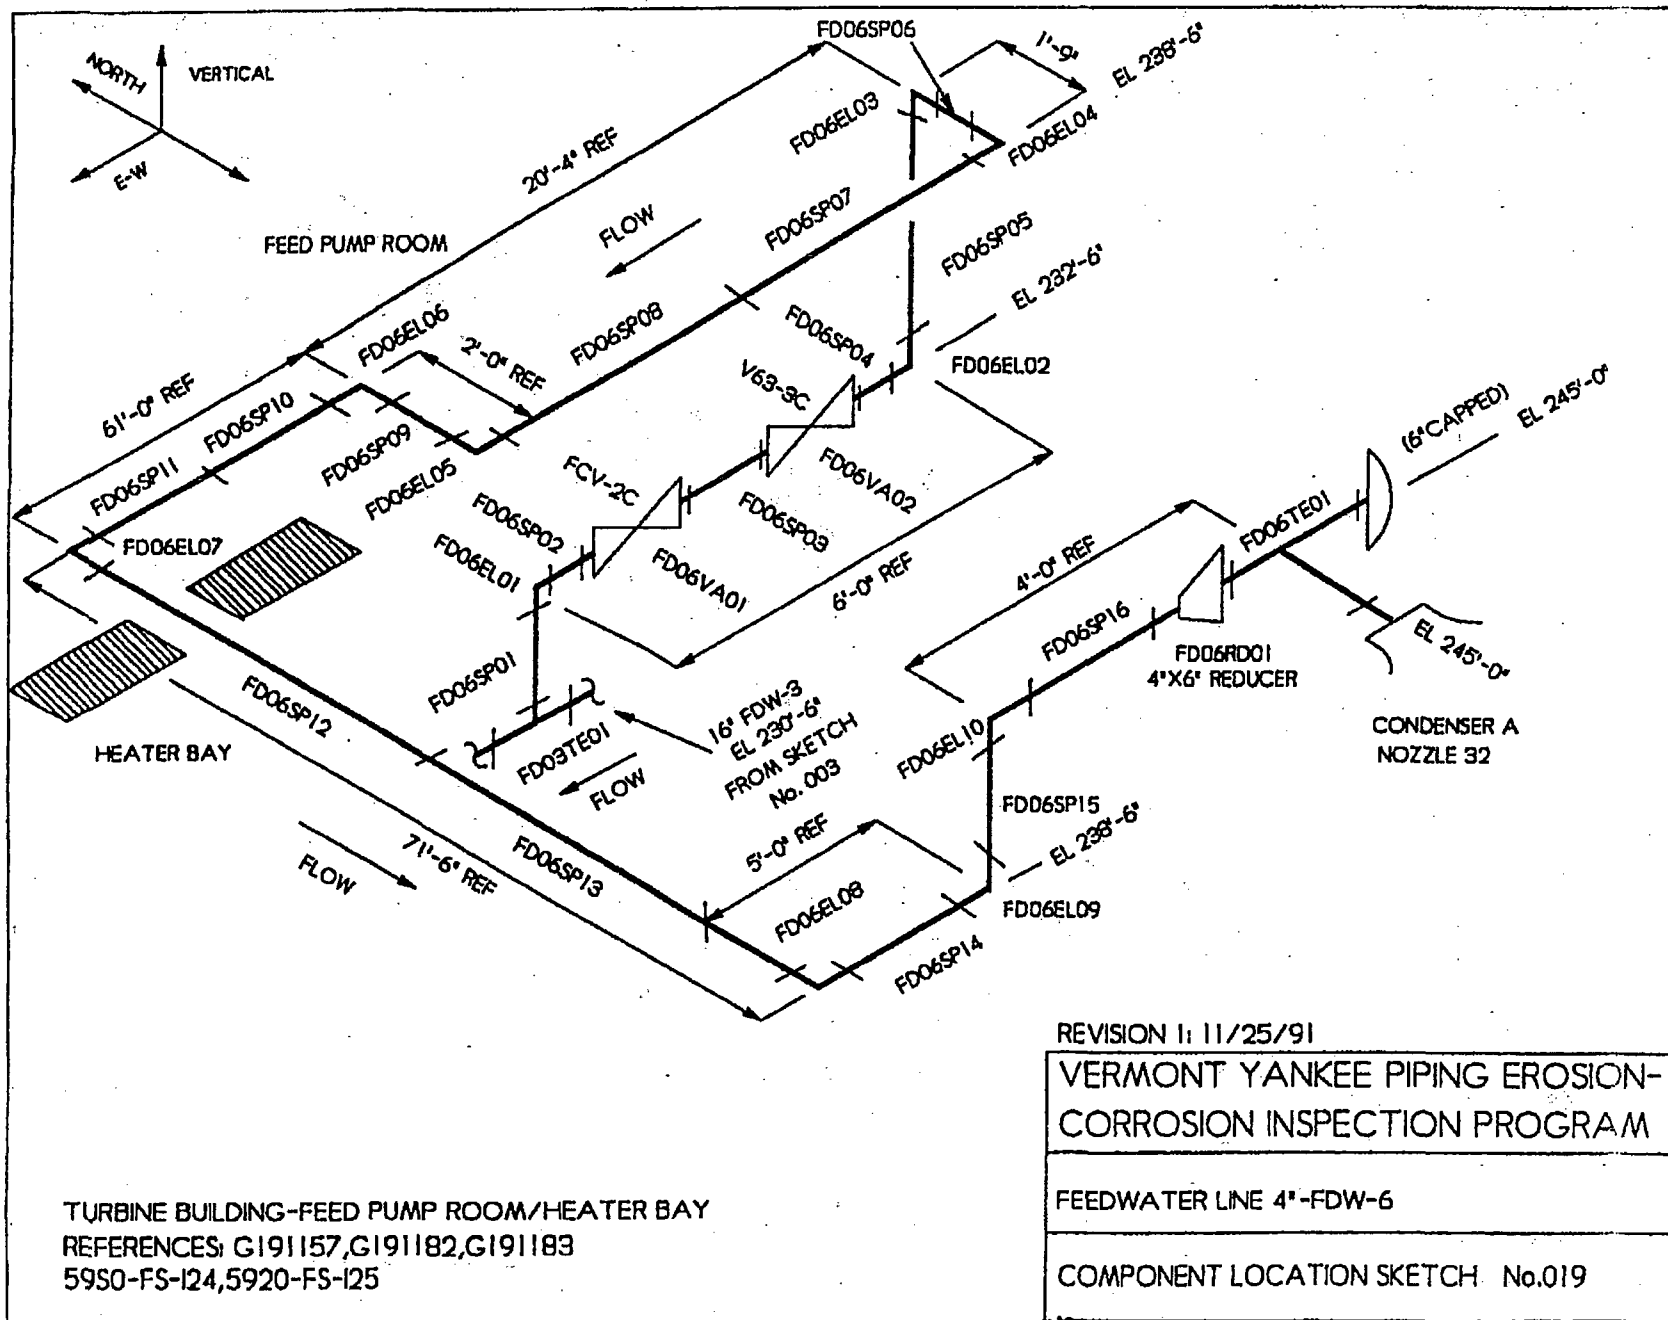 FD06SP06
1'-9"
EL 238'-6"
NORTH
VERTICAL
E-W
20'-4" REF
FD06EL03
FD06EL04
FEED PUMP ROOM
FLOW
FD06SP07
FD06SP05
EL 232'-6"
FD06EL06
2'-0" REF
FD06SP08
FD06SP04
V63-3C
FD06EL02
61'-0" REF
FD06SP10
FD06SP09
FD06SP11
FD06EL05
FD06EL07
FCV-2C
FD06SP02
FD06EL01
FD06VA01
FD06SP03
FD06VA02
6'-0" REF
(6" CAPPED)
EL 245'-0"
FD06TE01
4'-0" REF
FD06SP16
FD06RD01
4"X6" REDUCER
EL 245'-0"
CONDENSER A
NOZZLE 32
FD06SP01
FD06SP12
HEATER BAY
FD03TE01
FLOW
16" FDW-3
EL 230'-6"
FROM SKETCH
No. 003
FD06EL10
FD06SP15
EL 238'-6"
5'-0" REF
FD06SP13
71'-6" REF
FLOW
FD06EL08
FD06EL09
FD06SP14
REVISION 1: 11/25/91
VERMONT YANKEE PIPING EROSION-
CORROSION INSPECTION PROGRAM
FEEDWATER LINE 4"-FDW-6
COMPONENT LOCATION SKETCH No.019
TURBINE BUILDING-FEED PUMP ROOM/HEATER BAY
REFERENCES: G191157,G191182,G191183
59S0-FS-124,5920-FS-125